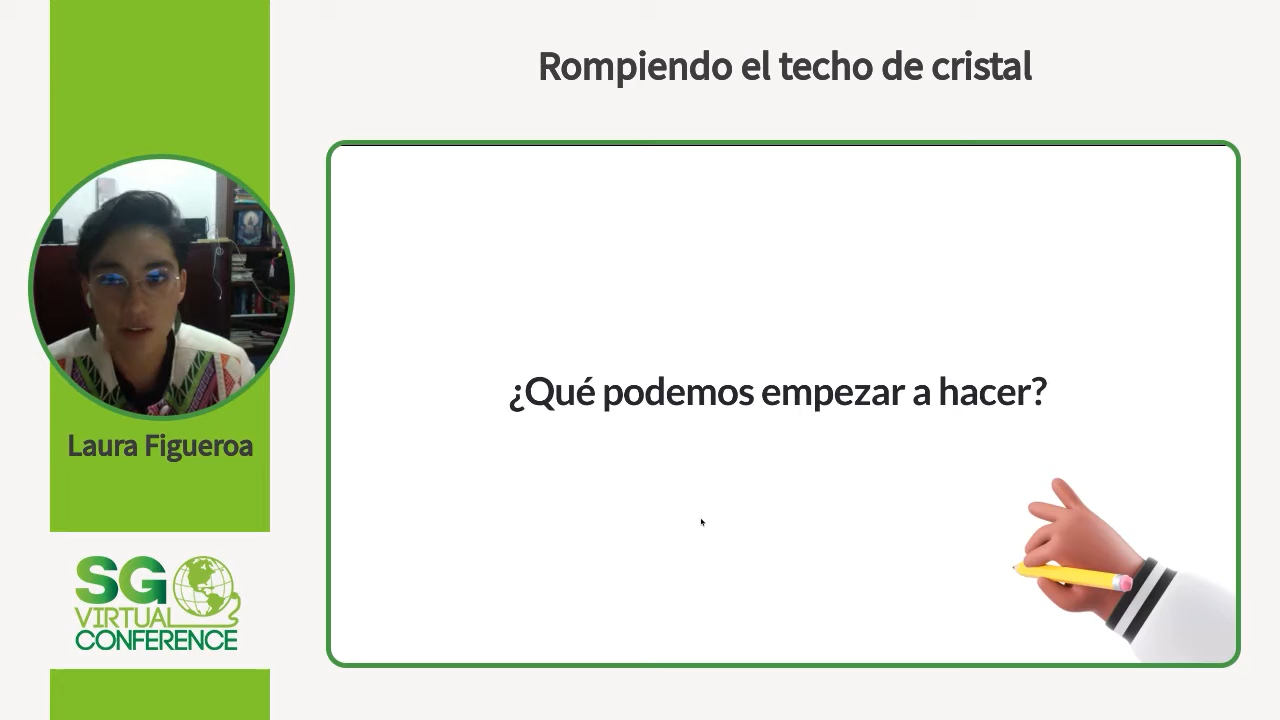 Rompiendo el techo de cristal
¿Qué podemos empezar a hacer?
Laura Figueroa
SG
VIRTUAL
CONFERENCE